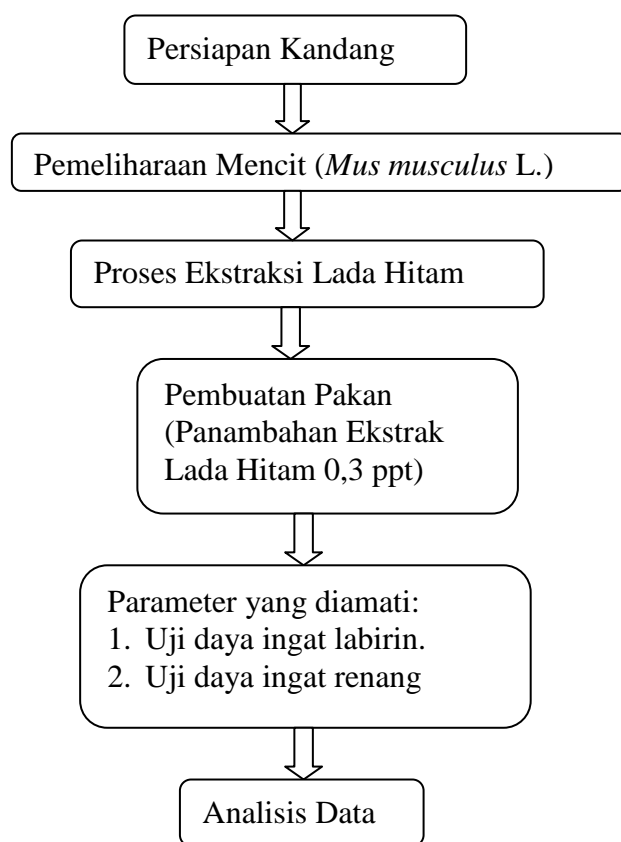 Persiapan Kandang
Pemeliharaan Mencit (Mus musculus L.)
Proses Ekstraksi Lada Hitam
Pembuatan Pakan
(Panambahan Ekstrak
Lada Hitam 0,3 ppt)
Parameter yang diamati:
1. Uji daya ingat labirin.
2. Uji daya ingat renang
Analisis Data